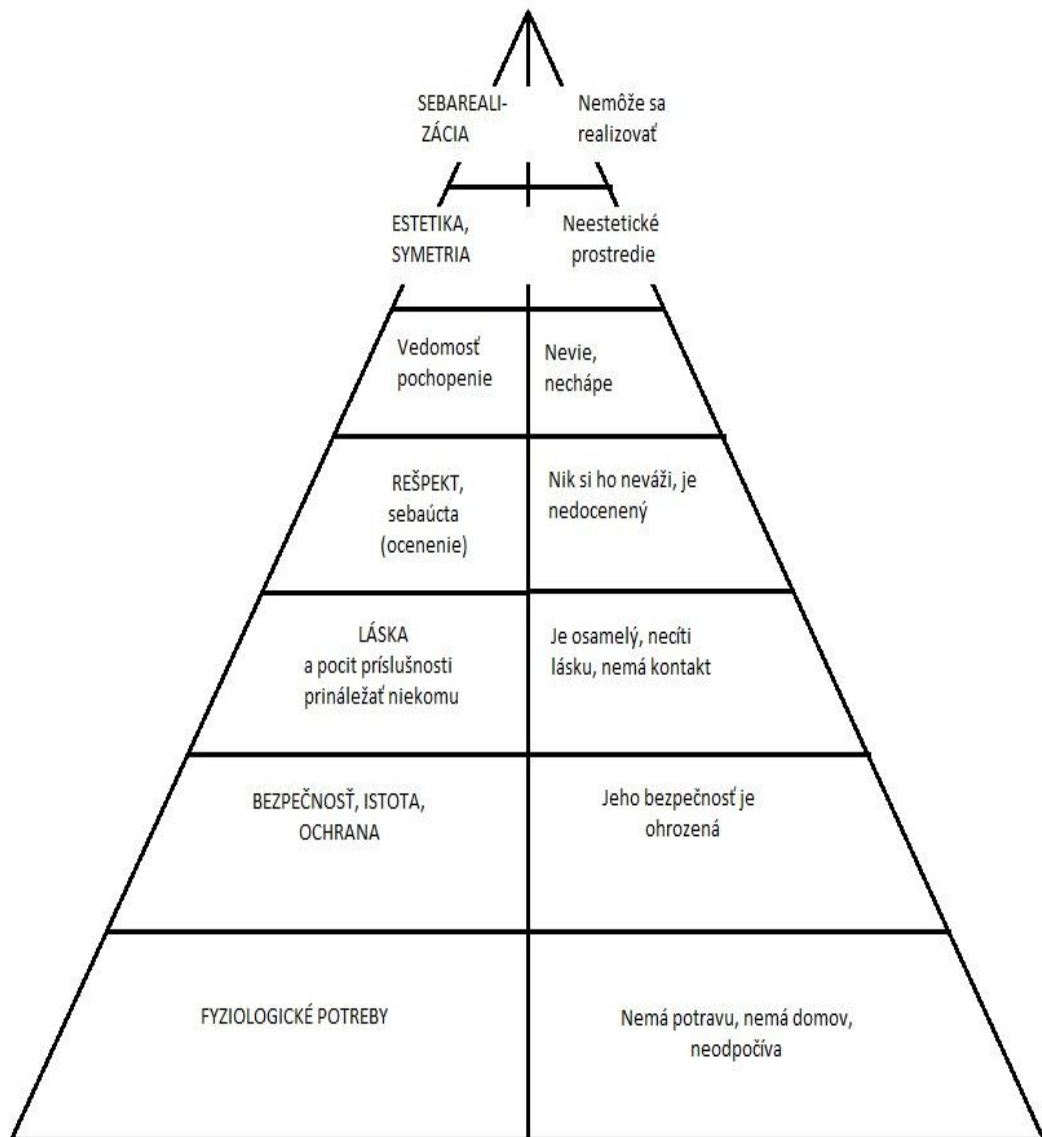 SEBAREALI-
ZÁCIA
Nemôže sa
realizovať
ESTETIKA,
SYMETRIA
Neestetické
prostredie
Vedomosť
pochopenie
Nevie,
nechápe
REŠPEKT,
sebaúcta
(ocenenie)
Nik si ho neváži, je
nedocenený
LÁSKA
a pocit príslušnosti
prináležať niekomu
Je osamelý, necíti
lásku, nemá kontakt
BEZPEČNOSŤ, ISTOTA,
OCHRANA
Jeho bezpečnosť je
ohrozená
FYZIOLOGICKÉ POTREBY
Nemá potravu, nemá domov,
neodpočíva